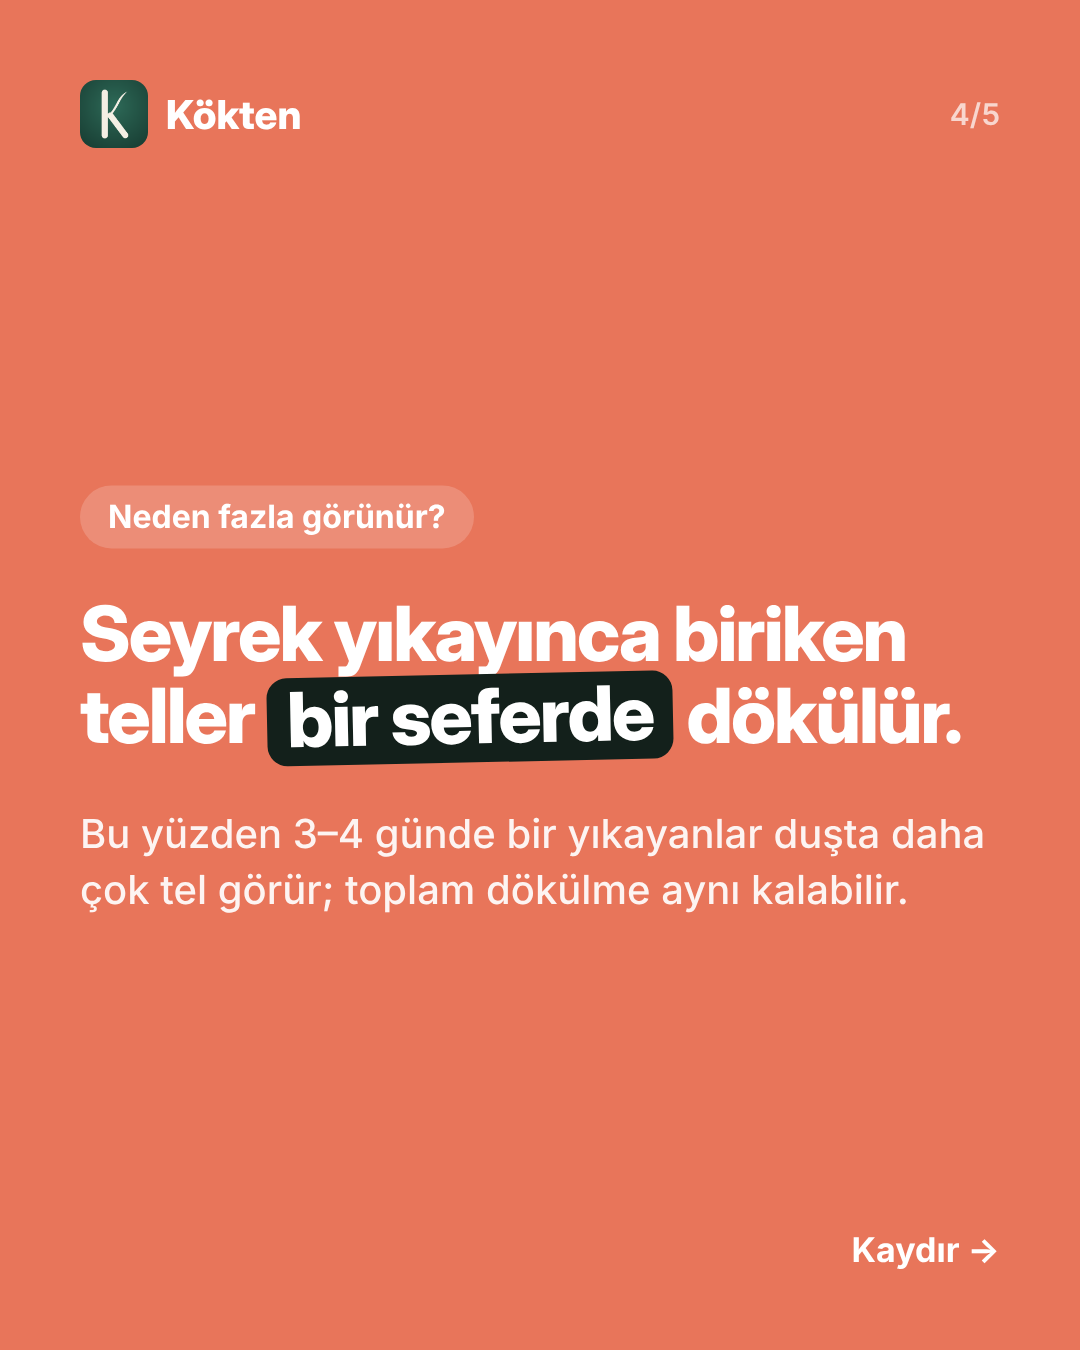 Kökten
4/5
Neden fazla görünür?
Seyrek yıkayınca biriken
teller bir seferde dökülür.
Bu yüzden 3–4 günde bir yıkayanlar duşta daha
çok tel görür; toplam dökülme aynı kalabilir.
Kaydır →